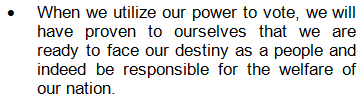 • When we utilize our power to vote, we will
have proven to ourselves that we are
ready to face our destiny as a people and
indeed be responsible for the welfare of
our nation.